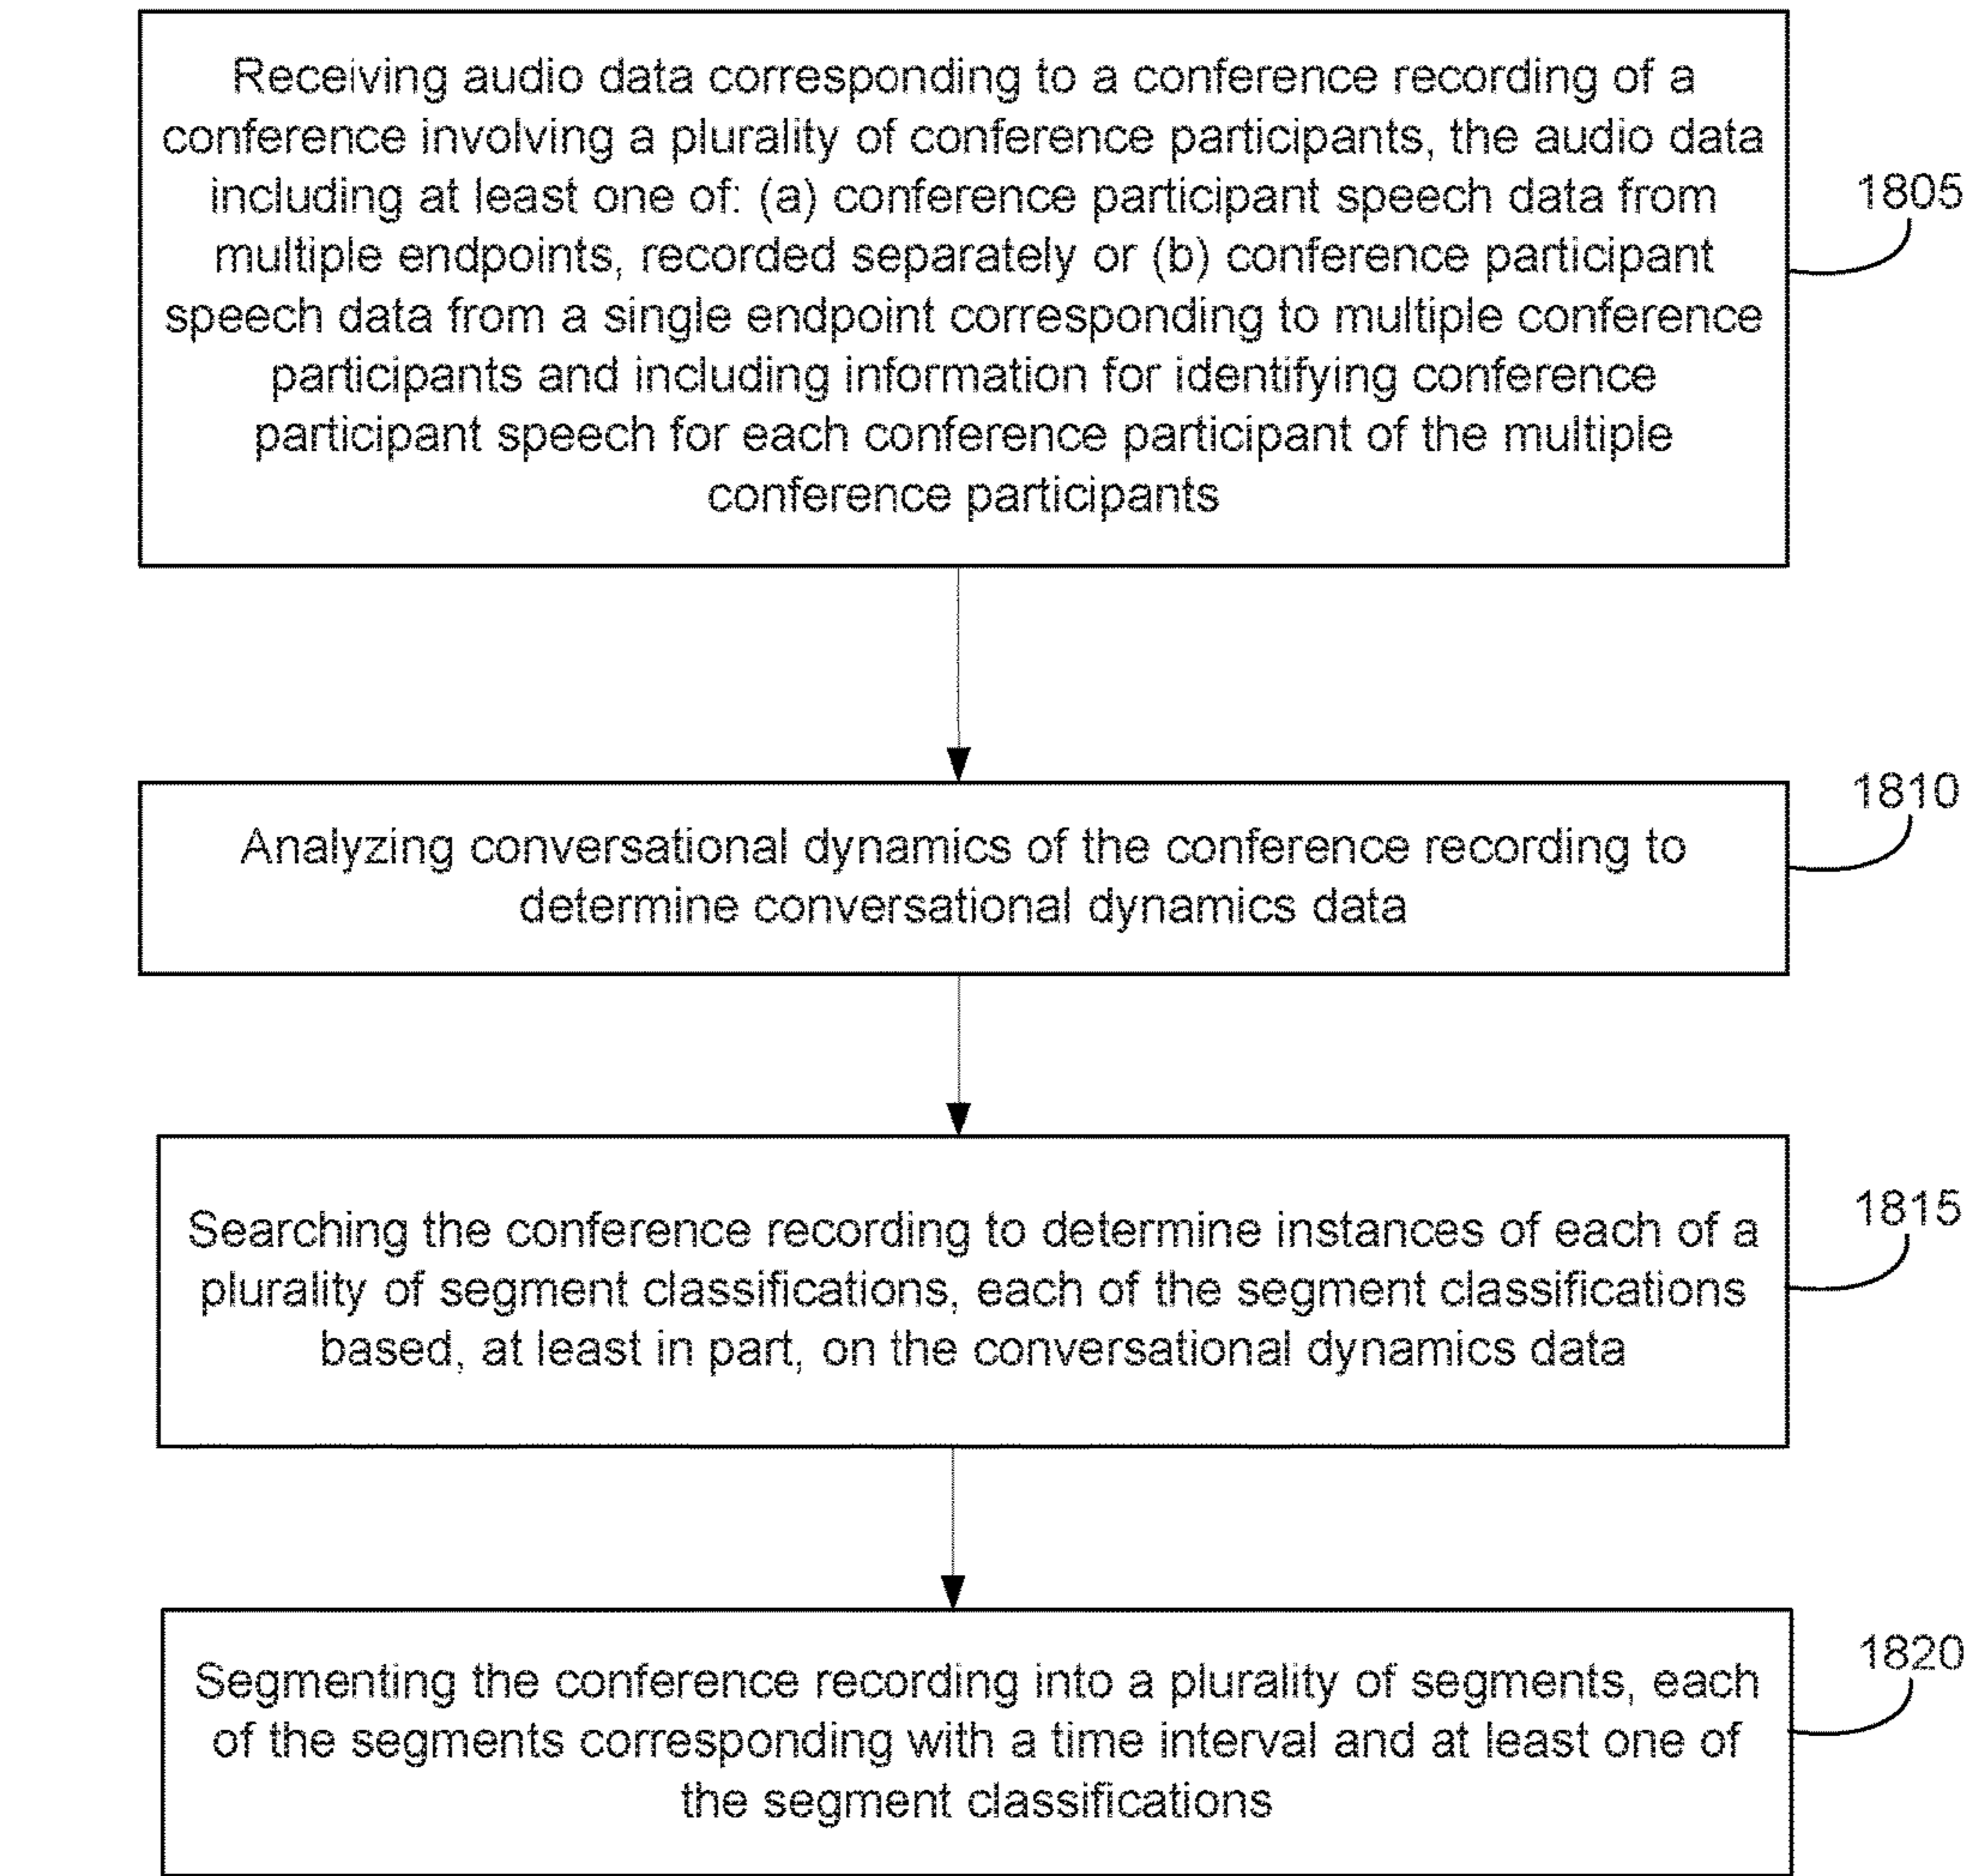 Receiving audio data corresponding to a conference recording of a
conference involving a plurality of conference participants, the audio data
including at least one of: (a) conference participant speech data from
multiple endpoints, recorded separately or (b) conference participant
speech data from a single endpoint corresponding to multiple conference
participants and including information for identifying conference
participant speech for each conference participant of the multiple
conference participants
1805
Analyzing conversational dynamics of the conference recording to
determine conversational dynamics data
1810
Searching the conference recording to determine instances of each of a
plurality of segment classifications, each of the segment classifications
based, at least in part, on the conversational dynamics data
1815
Segmenting the conference recording into a plurality of segments, each
of the segments corresponding with a time interval and at least one of
the segment classifications
1820